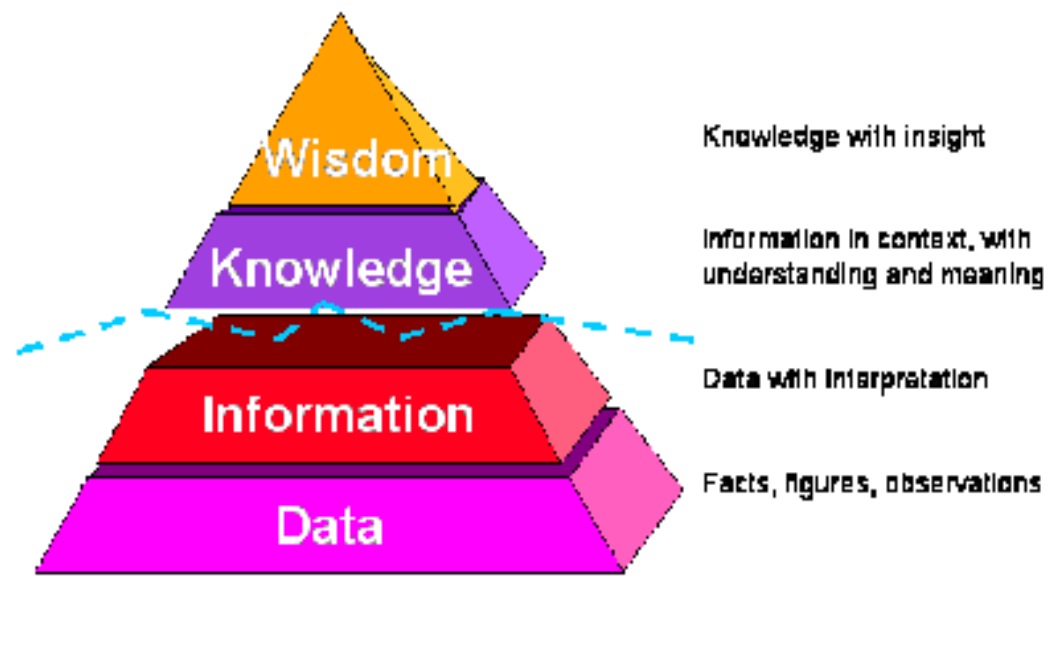 Wisdom
Knowledge with insight
Knowledge
Information in context, with
understanding and meaning
Information
Data with interpretation
Data
Facts, figures, observations